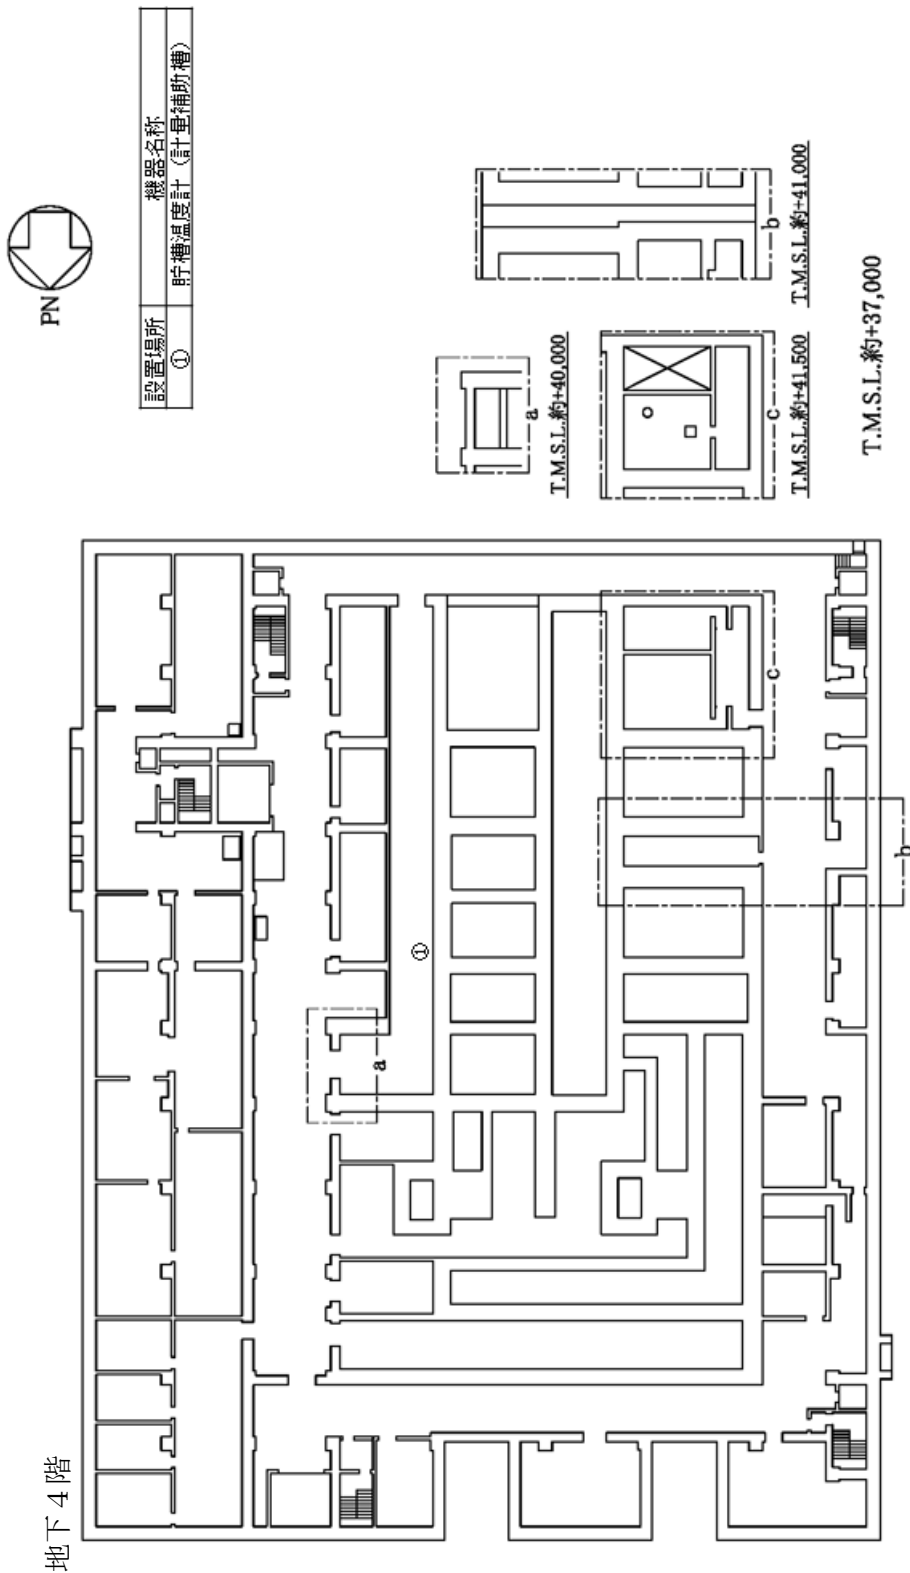 地下４階
PN
設置場所 機器名称
① 貯槽温度計（計量補助槽）
①
a
b
c
a
T.M.S.L.約+40,000
b
T.M.S.L.約+41,000
c
T.M.S.L.約+41,500
T.M.S.L.約+37,000